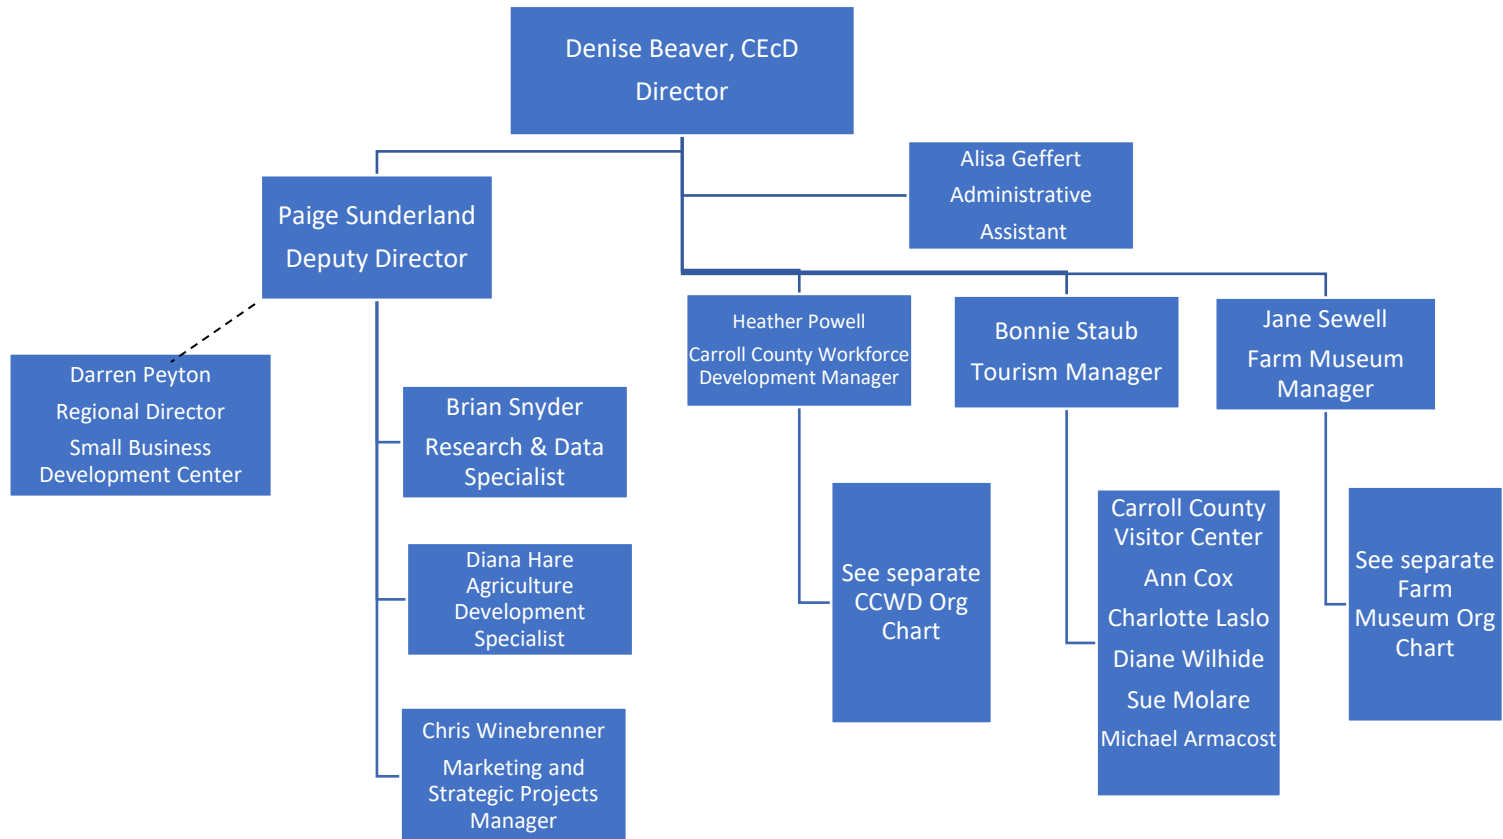 Denise Beaver, CEcD
Director
Alisa Geffert
Administrative
Assistant
Paige Sunderland
Deputy Director
Heather Powell
Carroll County Workforce
Development Manager
Bonnie Staub
Tourism Manager
Jane Sewell
Farm Museum
Manager
Darren Peyton
Regional Director
Small Business
Development Center
Brian Snyder
Research & Data
Specialist
Diana Hare
Agriculture
Development
Specialist
Chris Winebrenner
Marketing and
Strategic Projects
Manager
See separate
CCWD Org
Chart
Carroll County
Visitor Center
Ann Cox
Charlotte Laslo
Diane Wilhide
Sue Molare
Michael Armacost
See separate
Farm
Museum Org
Chart